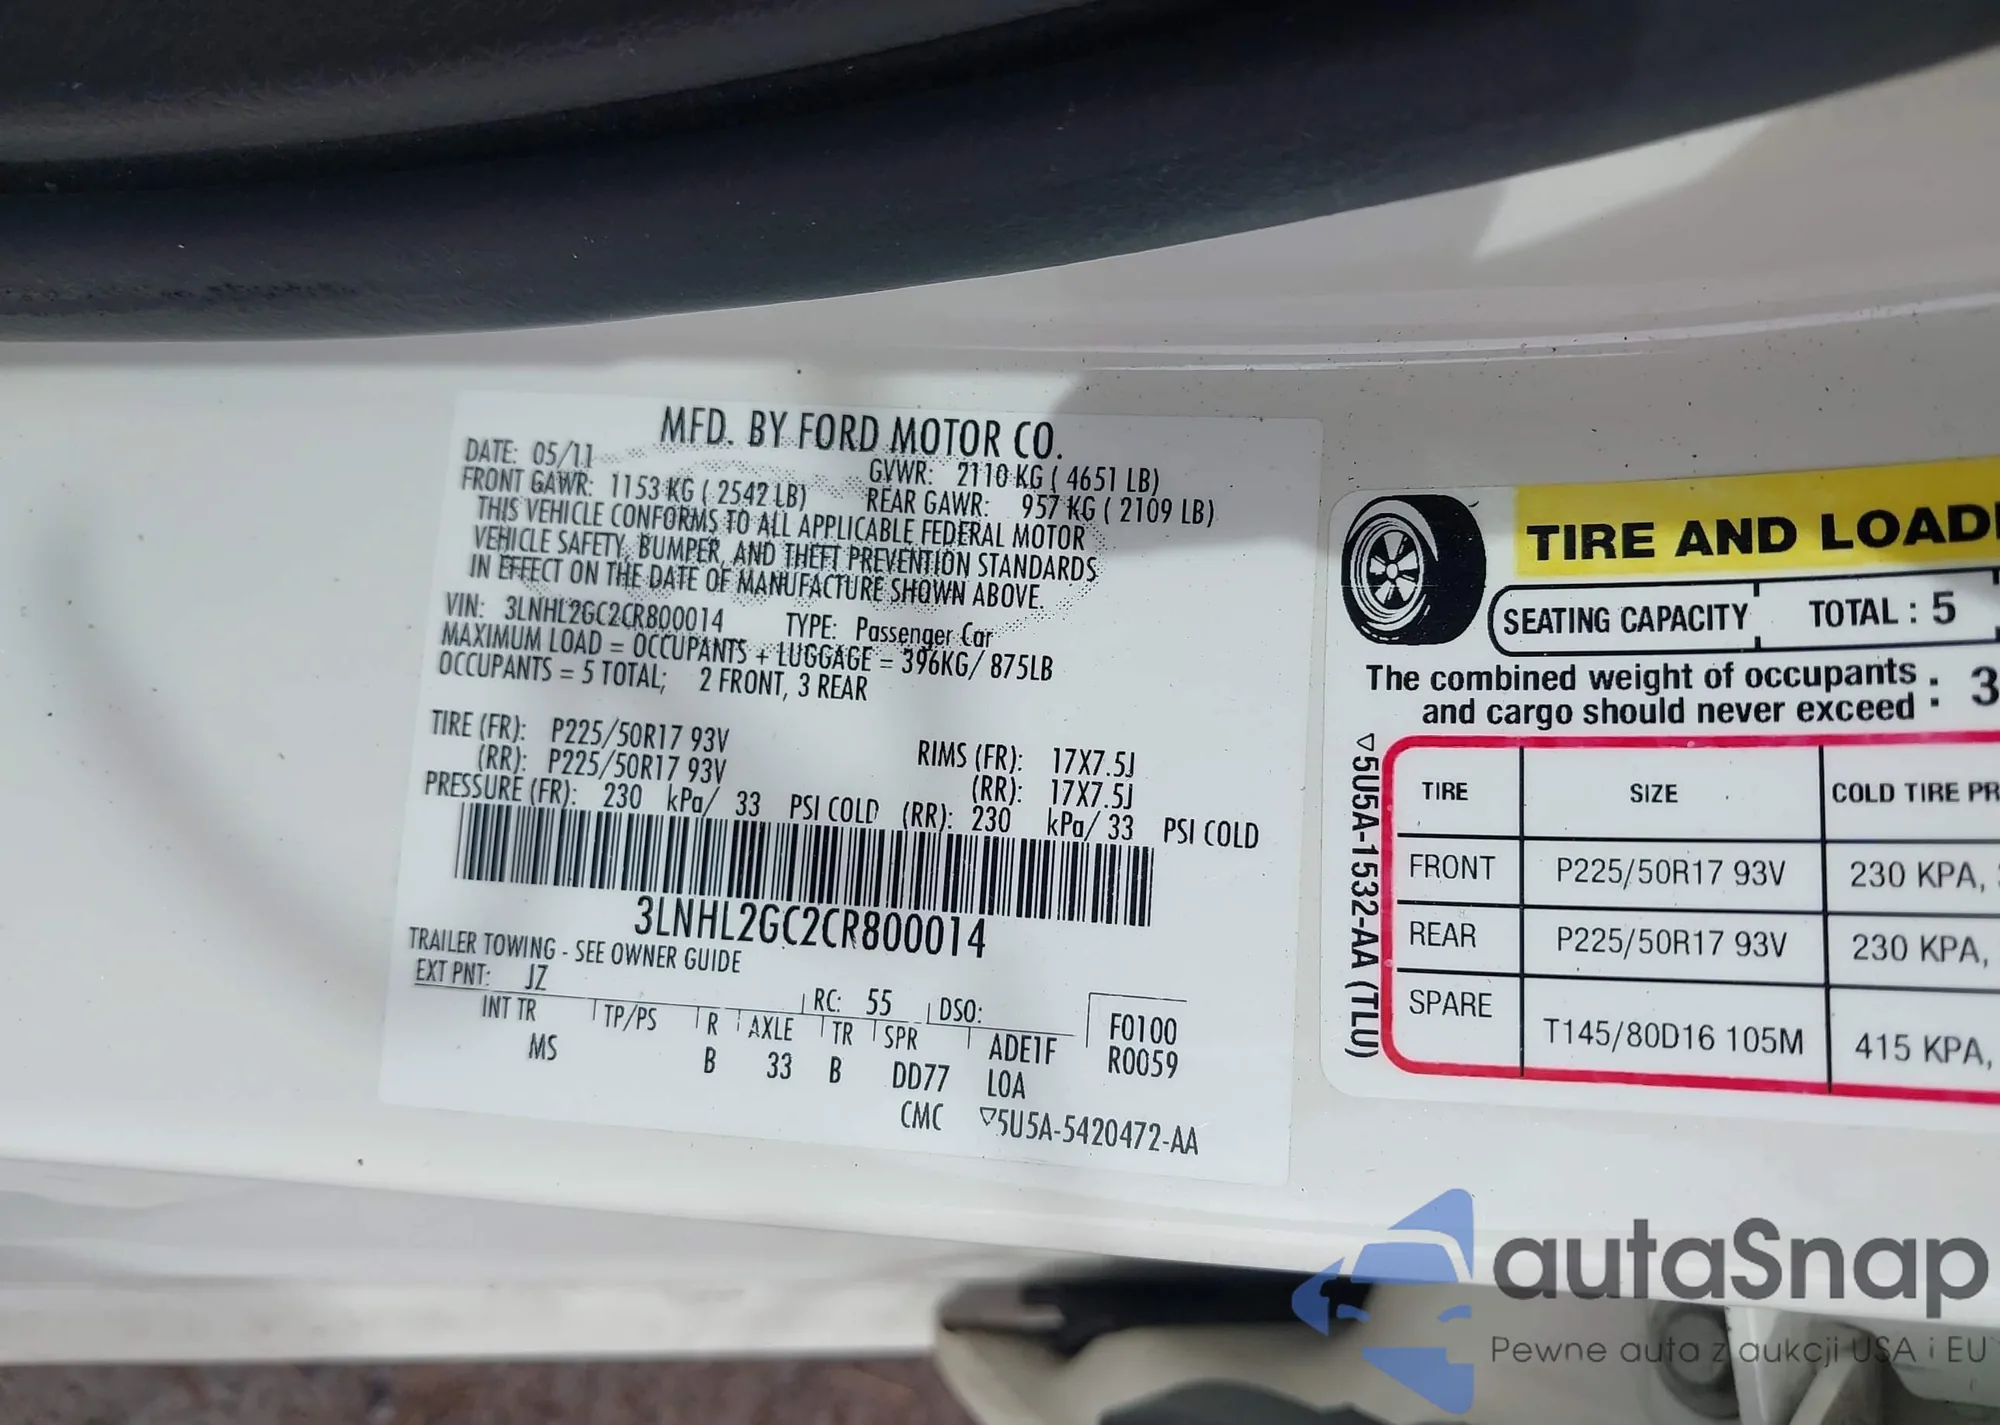 MFD. BY FORD MOTOR CO.
DATE: 05/11
GVWR: 2110 KG ( 4651 LB)
FRONT GAWR: 1153 KG ( 2542 LB)
REAR GAWR: 957 KG ( 2109 LB)
THIS VEHICLE CONFORMS TO ALL APPLICABLE FEDERAL MOTOR
VEHICLE SAFETY, BUMPER, AND THEFT PREVENTION STANDARDS
IN EFFECT ON THE DATE OF MANUFACTURE SHOWN ABOVE.
VIN: 3LNHL2GC2CR800014 TYPE: Passenger Car
MAXIMUM LOAD = OCCUPANTS + LUGGAGE = 396KG/ 875LB
OCCUPANTS = 5 TOTAL; 2 FRONT, 3 REAR
TIRE (FR): P225/50R17 93V RIMS (FR): 17X7.5J
(RR): P225/50R17 93V (RR): 17X7.5J
PRESSURE (FR): 230 kPa/ 33 PSI COLD (RR): 230 kPa/ 33 PSI COLD
3LNHL2GC2CR800014
TRAILER TOWING - SEE OWNER GUIDE
EXT PNT: JZ RC: 55 DSO:
INT TR TP/PS R AXLE TR SPR ADE1F F0100
MS B 33 B DD77 LOA R0059
CMC ▽5U5A-5420472-AA
TIRE AND LOADI
SEATING CAPACITY TOTAL : 5
The combined weight of occupants
and cargo should never exceed : 3
▽5U5A-1532-AA (TLU)
TIRE SIZE COLD TIRE PR
FRONT P225/50R17 93V 230 KPA,
REAR P225/50R17 93V 230 KPA,
SPARE T145/80D16 105M 415 KPA,
autaSnap
Pewne auta z aukcji USA i EU